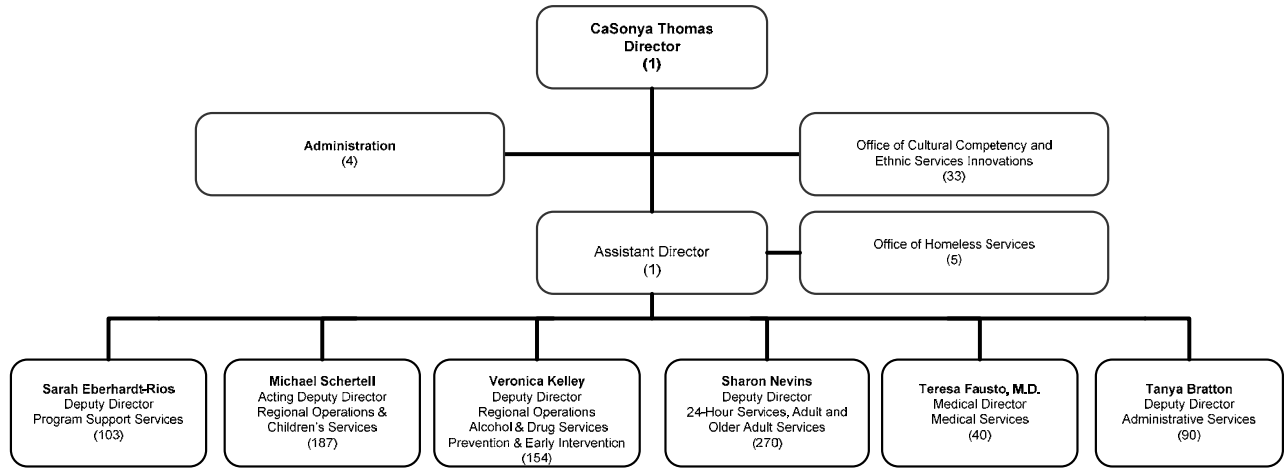 CaSonya Thomas
Director
(1)
Administration
(4)
Office of Cultural Competency and
Ethnic Services Innovations
(33)
Assistant Director
(1)
Office of Homeless Services
(5)
Sarah Eberhardt-Rios
Deputy Director
Program Support Services
(103)
Michael Schertell
Acting Deputy Director
Regional Operations &
Children's Services
(187)
Veronica Kelley
Deputy Director
Regional Operations
Alcohol & Drug Services
Prevention & Early Intervention
(154)
Sharon Nevins
Deputy Director
24-Hour Services, Adult and
Older Adult Services
(270)
Teresa Fausto, M.D.
Medical Director
Medical Services
(40)
Tanya Bratton
Deputy Director
Administrative Services
(90)